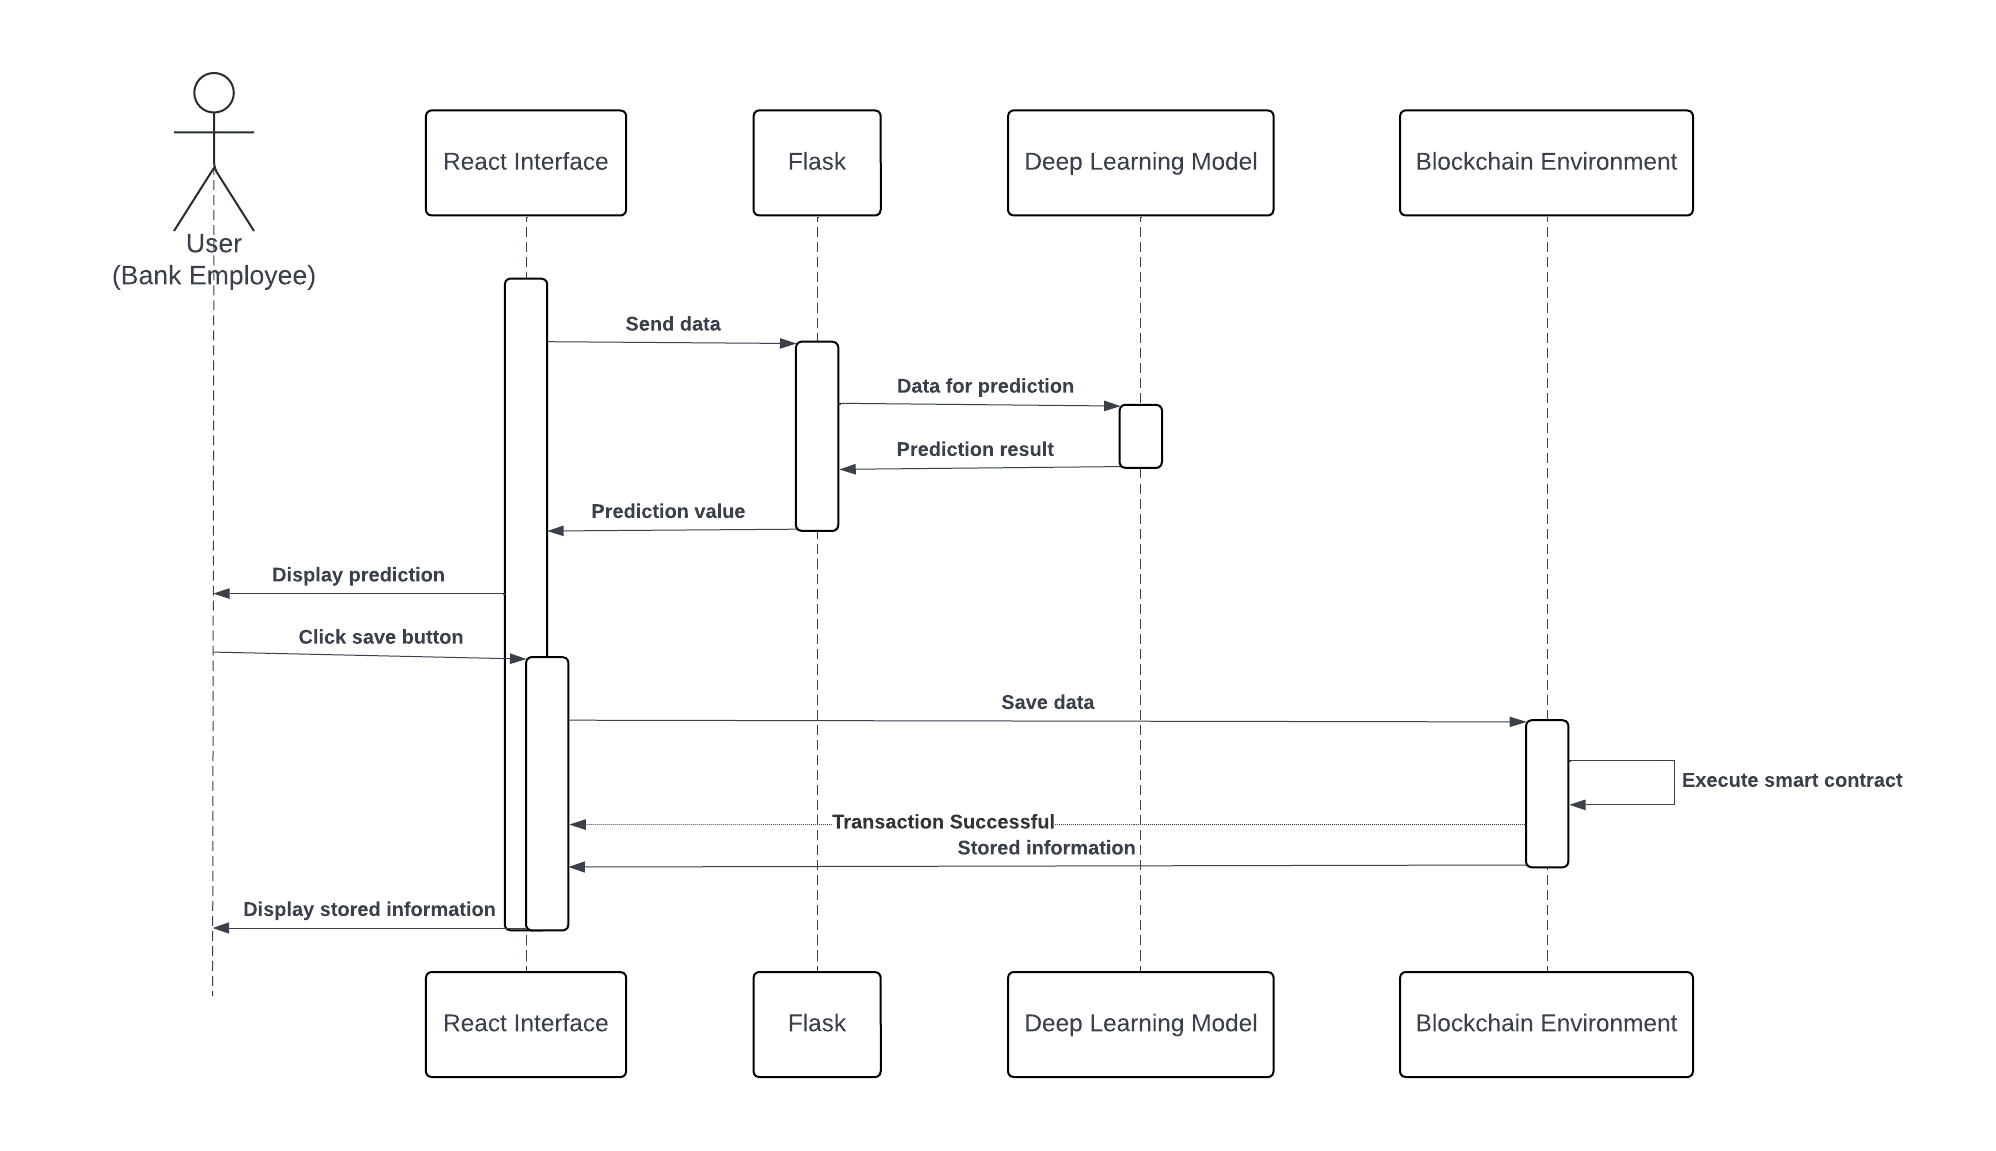 React Interface
Flask
Deep Learning Model
Blockchain Environment
User
(Bank Employee)
Send data
Data for prediction
Prediction result
Prediction value
Display prediction
Click save button
Save data
Execute smart contract
Transaction Successful
Stored information
Display stored information
React Interface
Flask
Deep Learning Model
Blockchain Environment